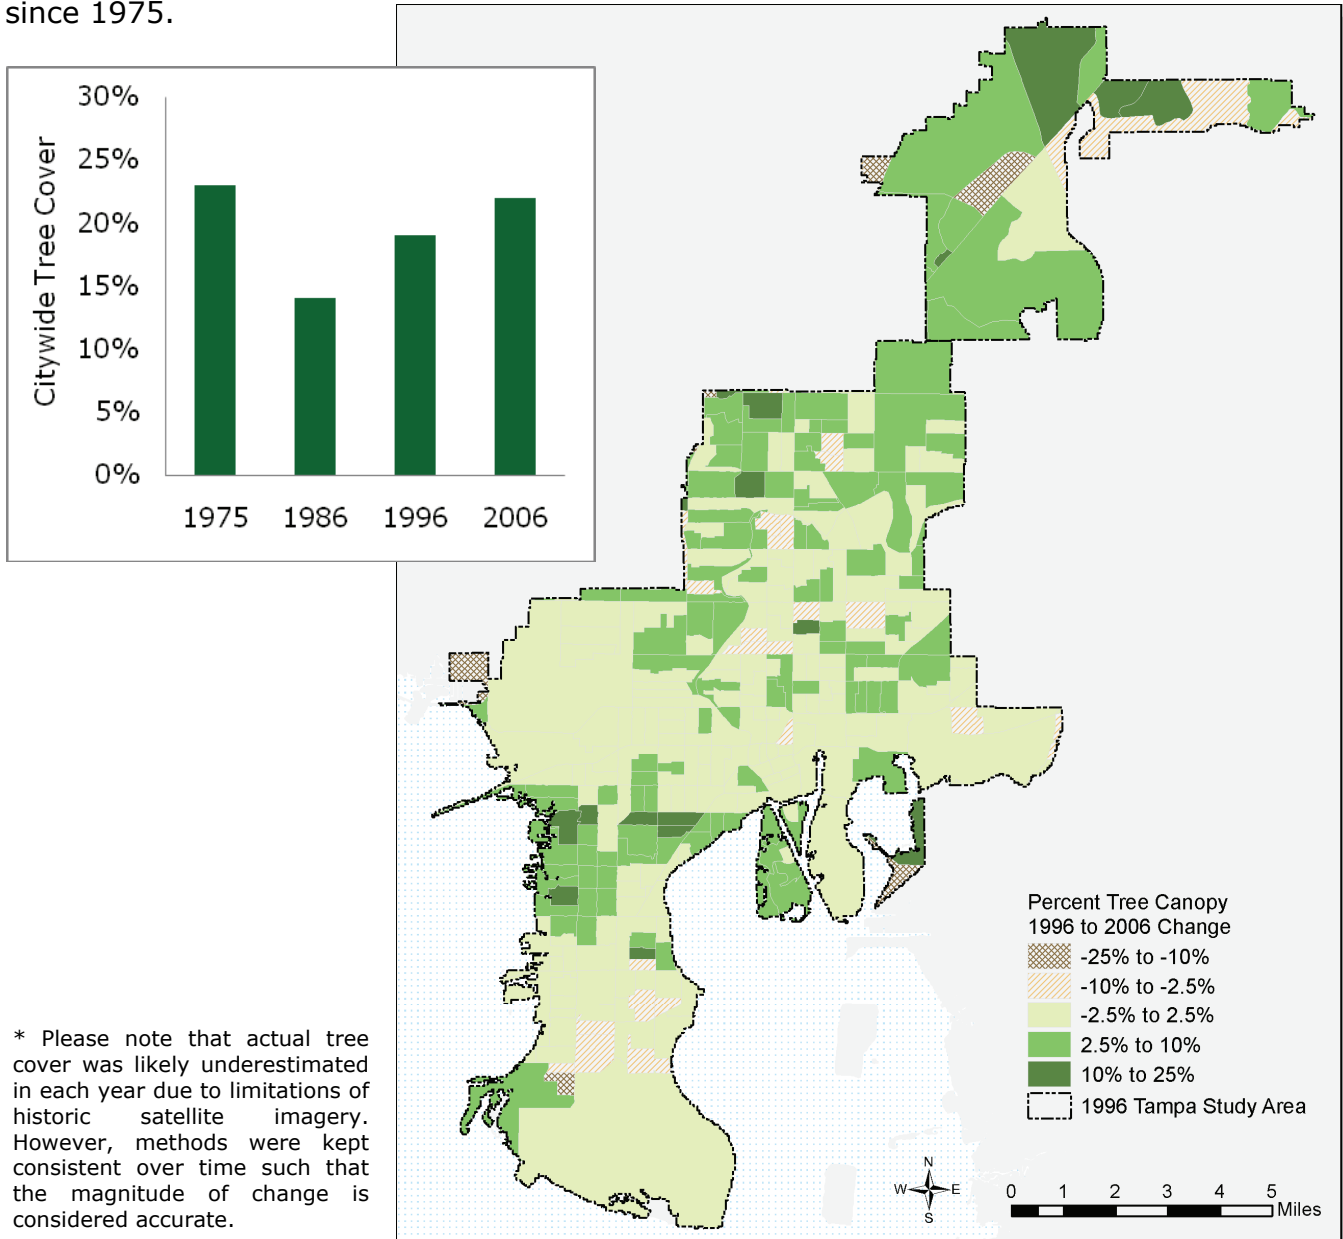 since 1975.
30%
25%
20%
15%
10%
5%
0%
Citywide Tree Cover
1975 1986 1996 2006
Percent Tree Canopy
1996 to 2006 Change
-25% to -10%
-10% to -2.5%
-2.5% to 2.5%
2.5% to 10%
10% to 25%
1996 Tampa Study Area
* Please note that actual tree
cover was likely underestimated
in each year due to limitations of
historic satellite imagery.
However, methods were kept
consistent over time such that
the magnitude of change is
considered accurate.
N
W E
S
0 1 2 3 4 5
Miles